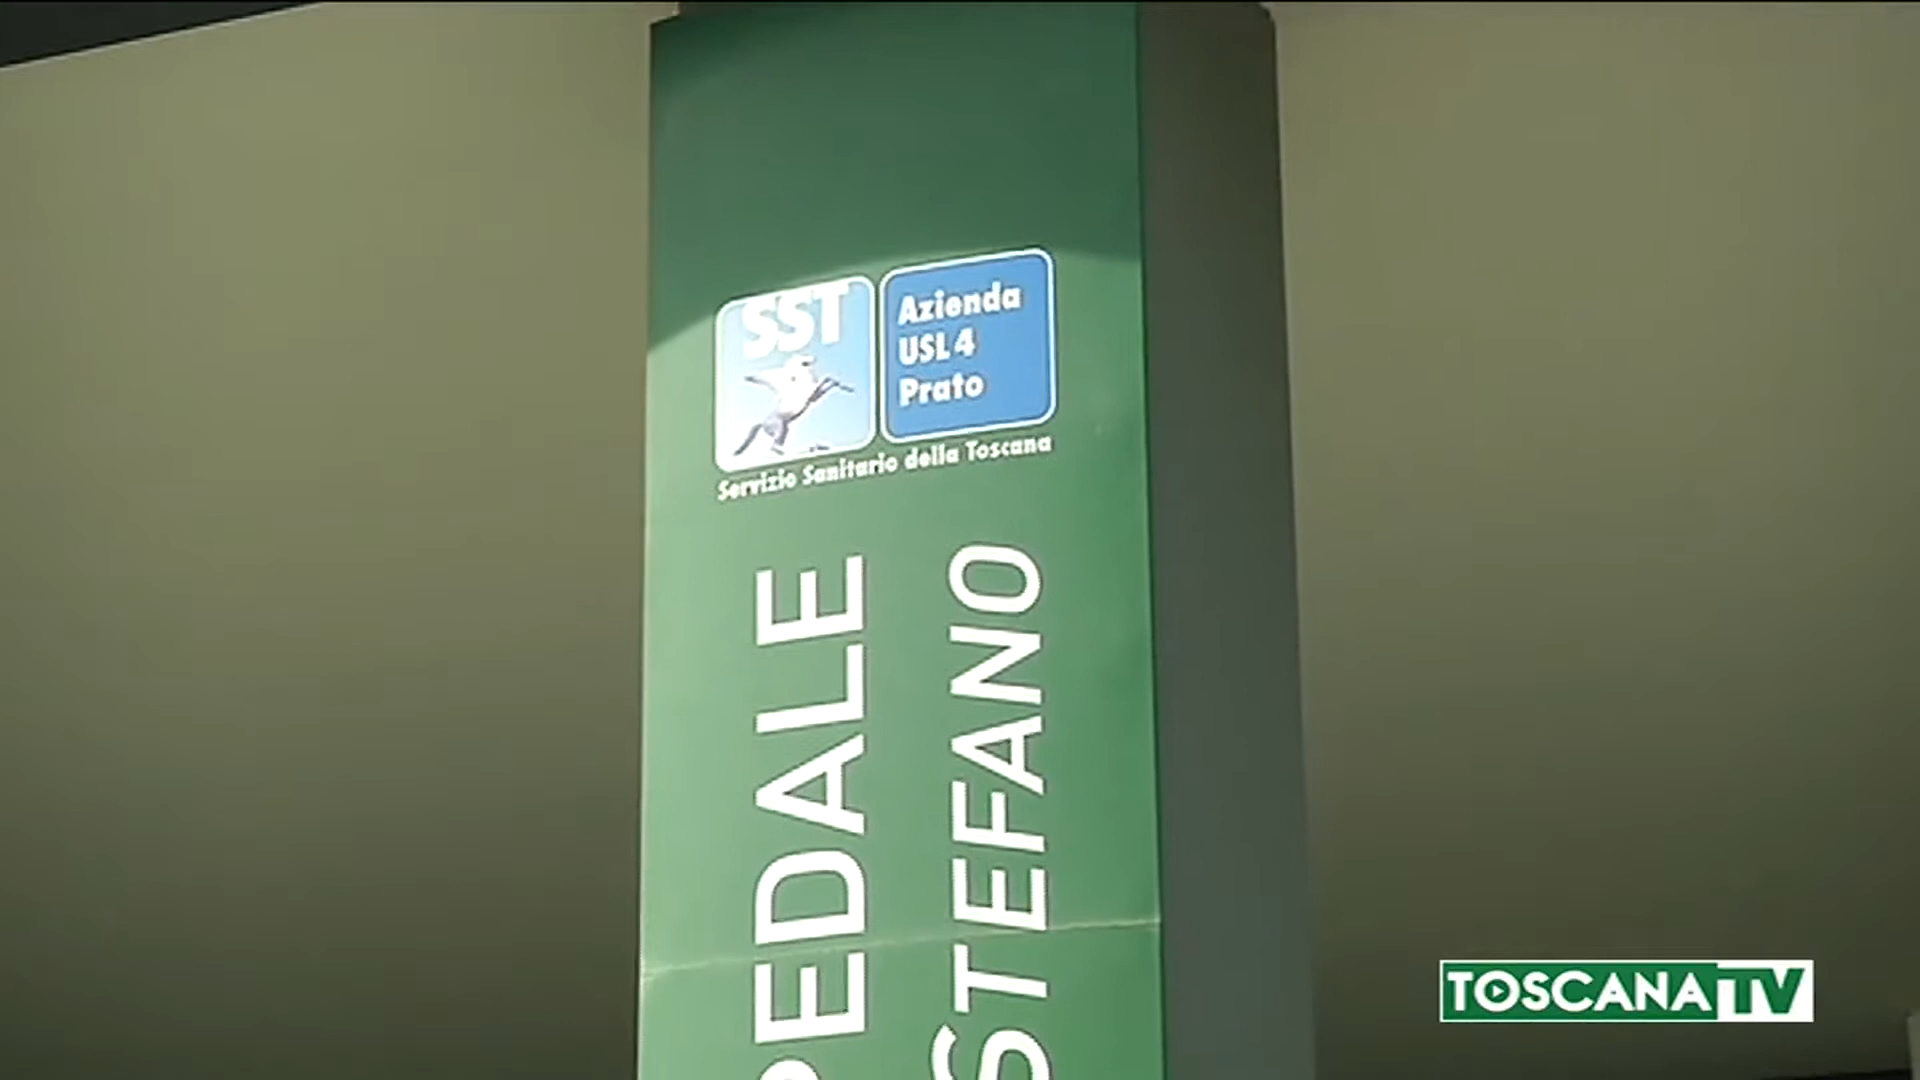 SST
Azienda
USL 4
Prato
Servizio Sanitario della Toscana
PEDALE
STEFANO
TOSCANA TV